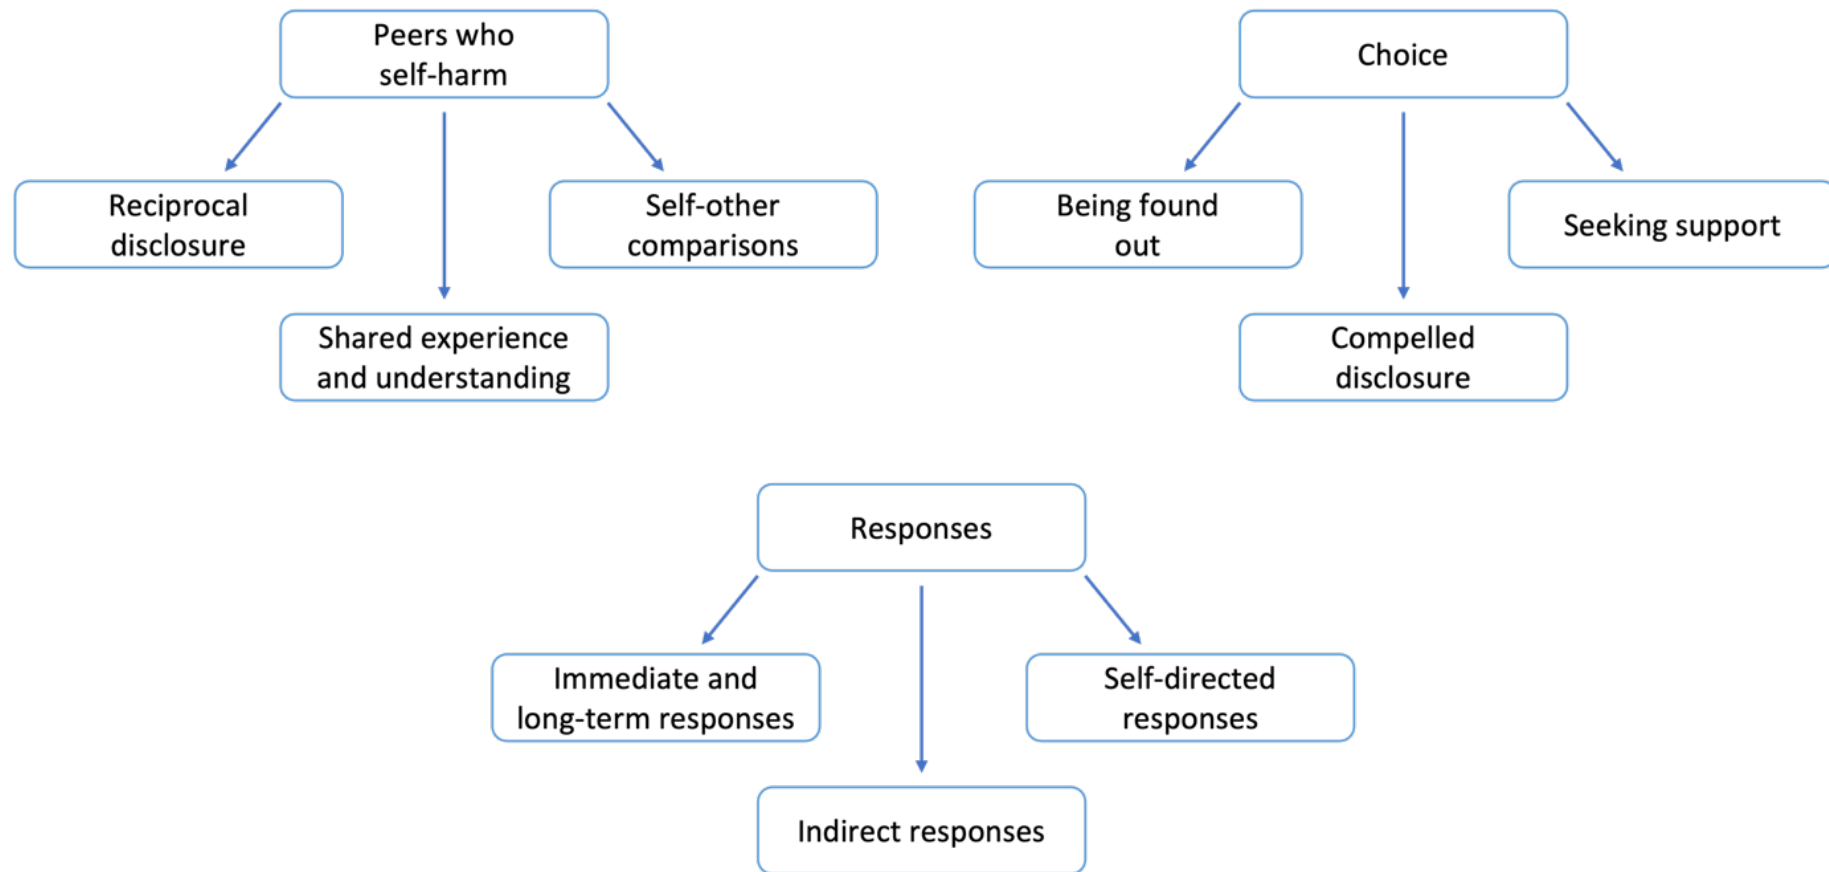 Peers who
self-harm
Reciprocal
disclosure
Shared experience
and understanding
Self-other
comparisons
Choice
Being found
out
Compelled
disclosure
Seeking support
Responses
Immediate and
long-term responses
Indirect responses
Self-directed
responses